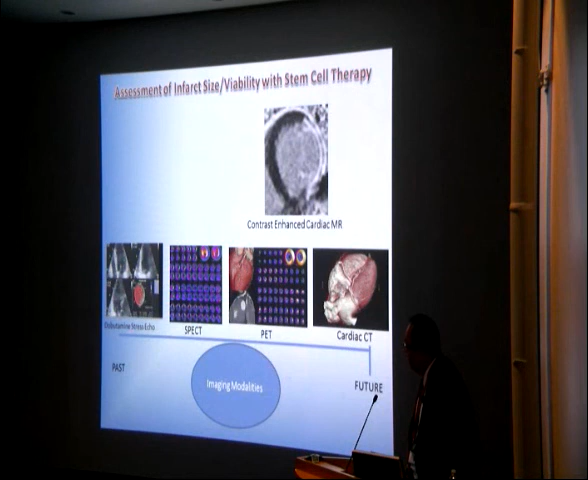 Assessment of Infarct Size/Viability with Stem Cell Therapy
Contrast Enhanced Cardiac MR
Dobutamine Stress Echo
SPECT
PET
Cardiac CT
PAST
FUTURE
Imaging Modalities